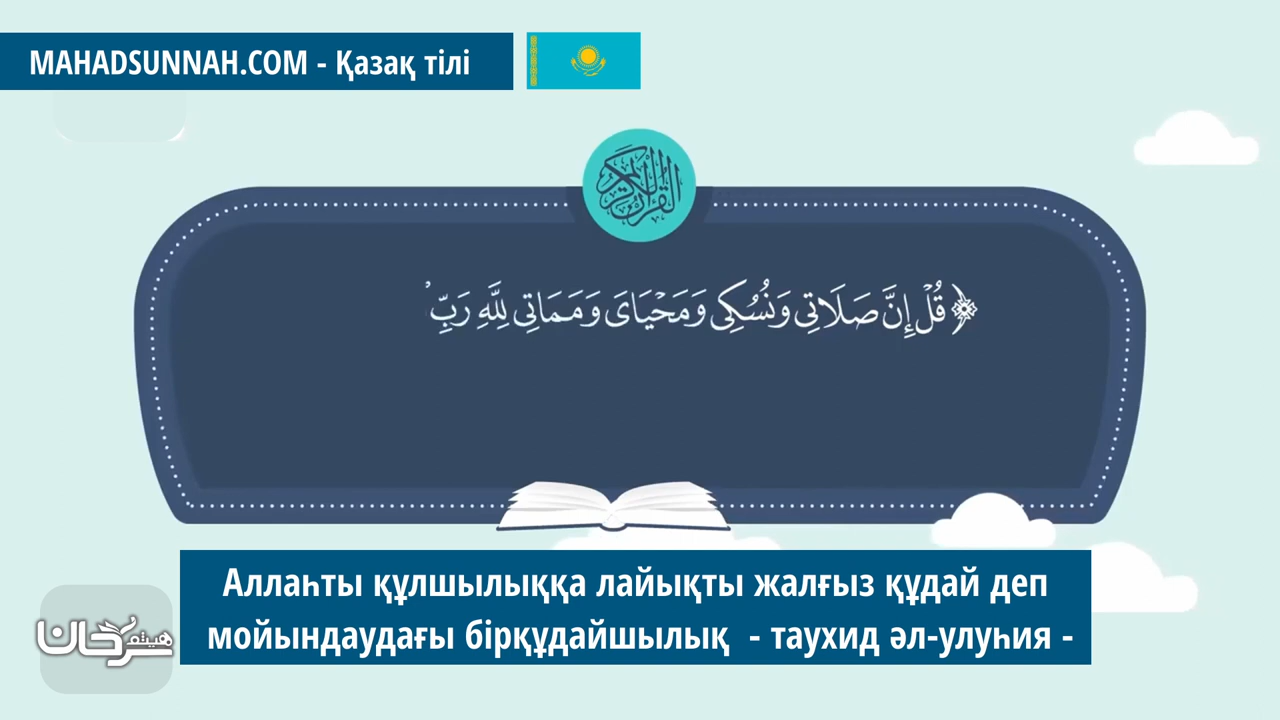 MAHADSUNNAH.COM - Қазақ тілі
القرآن الكريم
﴿قُلْ إِنَّ صَلَاتِى وَنُسُكِى وَمَحْيَاىَ وَمَمَاتِى لِلَّهِ رَبِّ
Аллаһты құлшылыққа лайықты жалғыз құдай деп
мойындаудағы бірқұдайшылық - таухид әл-улуһия -